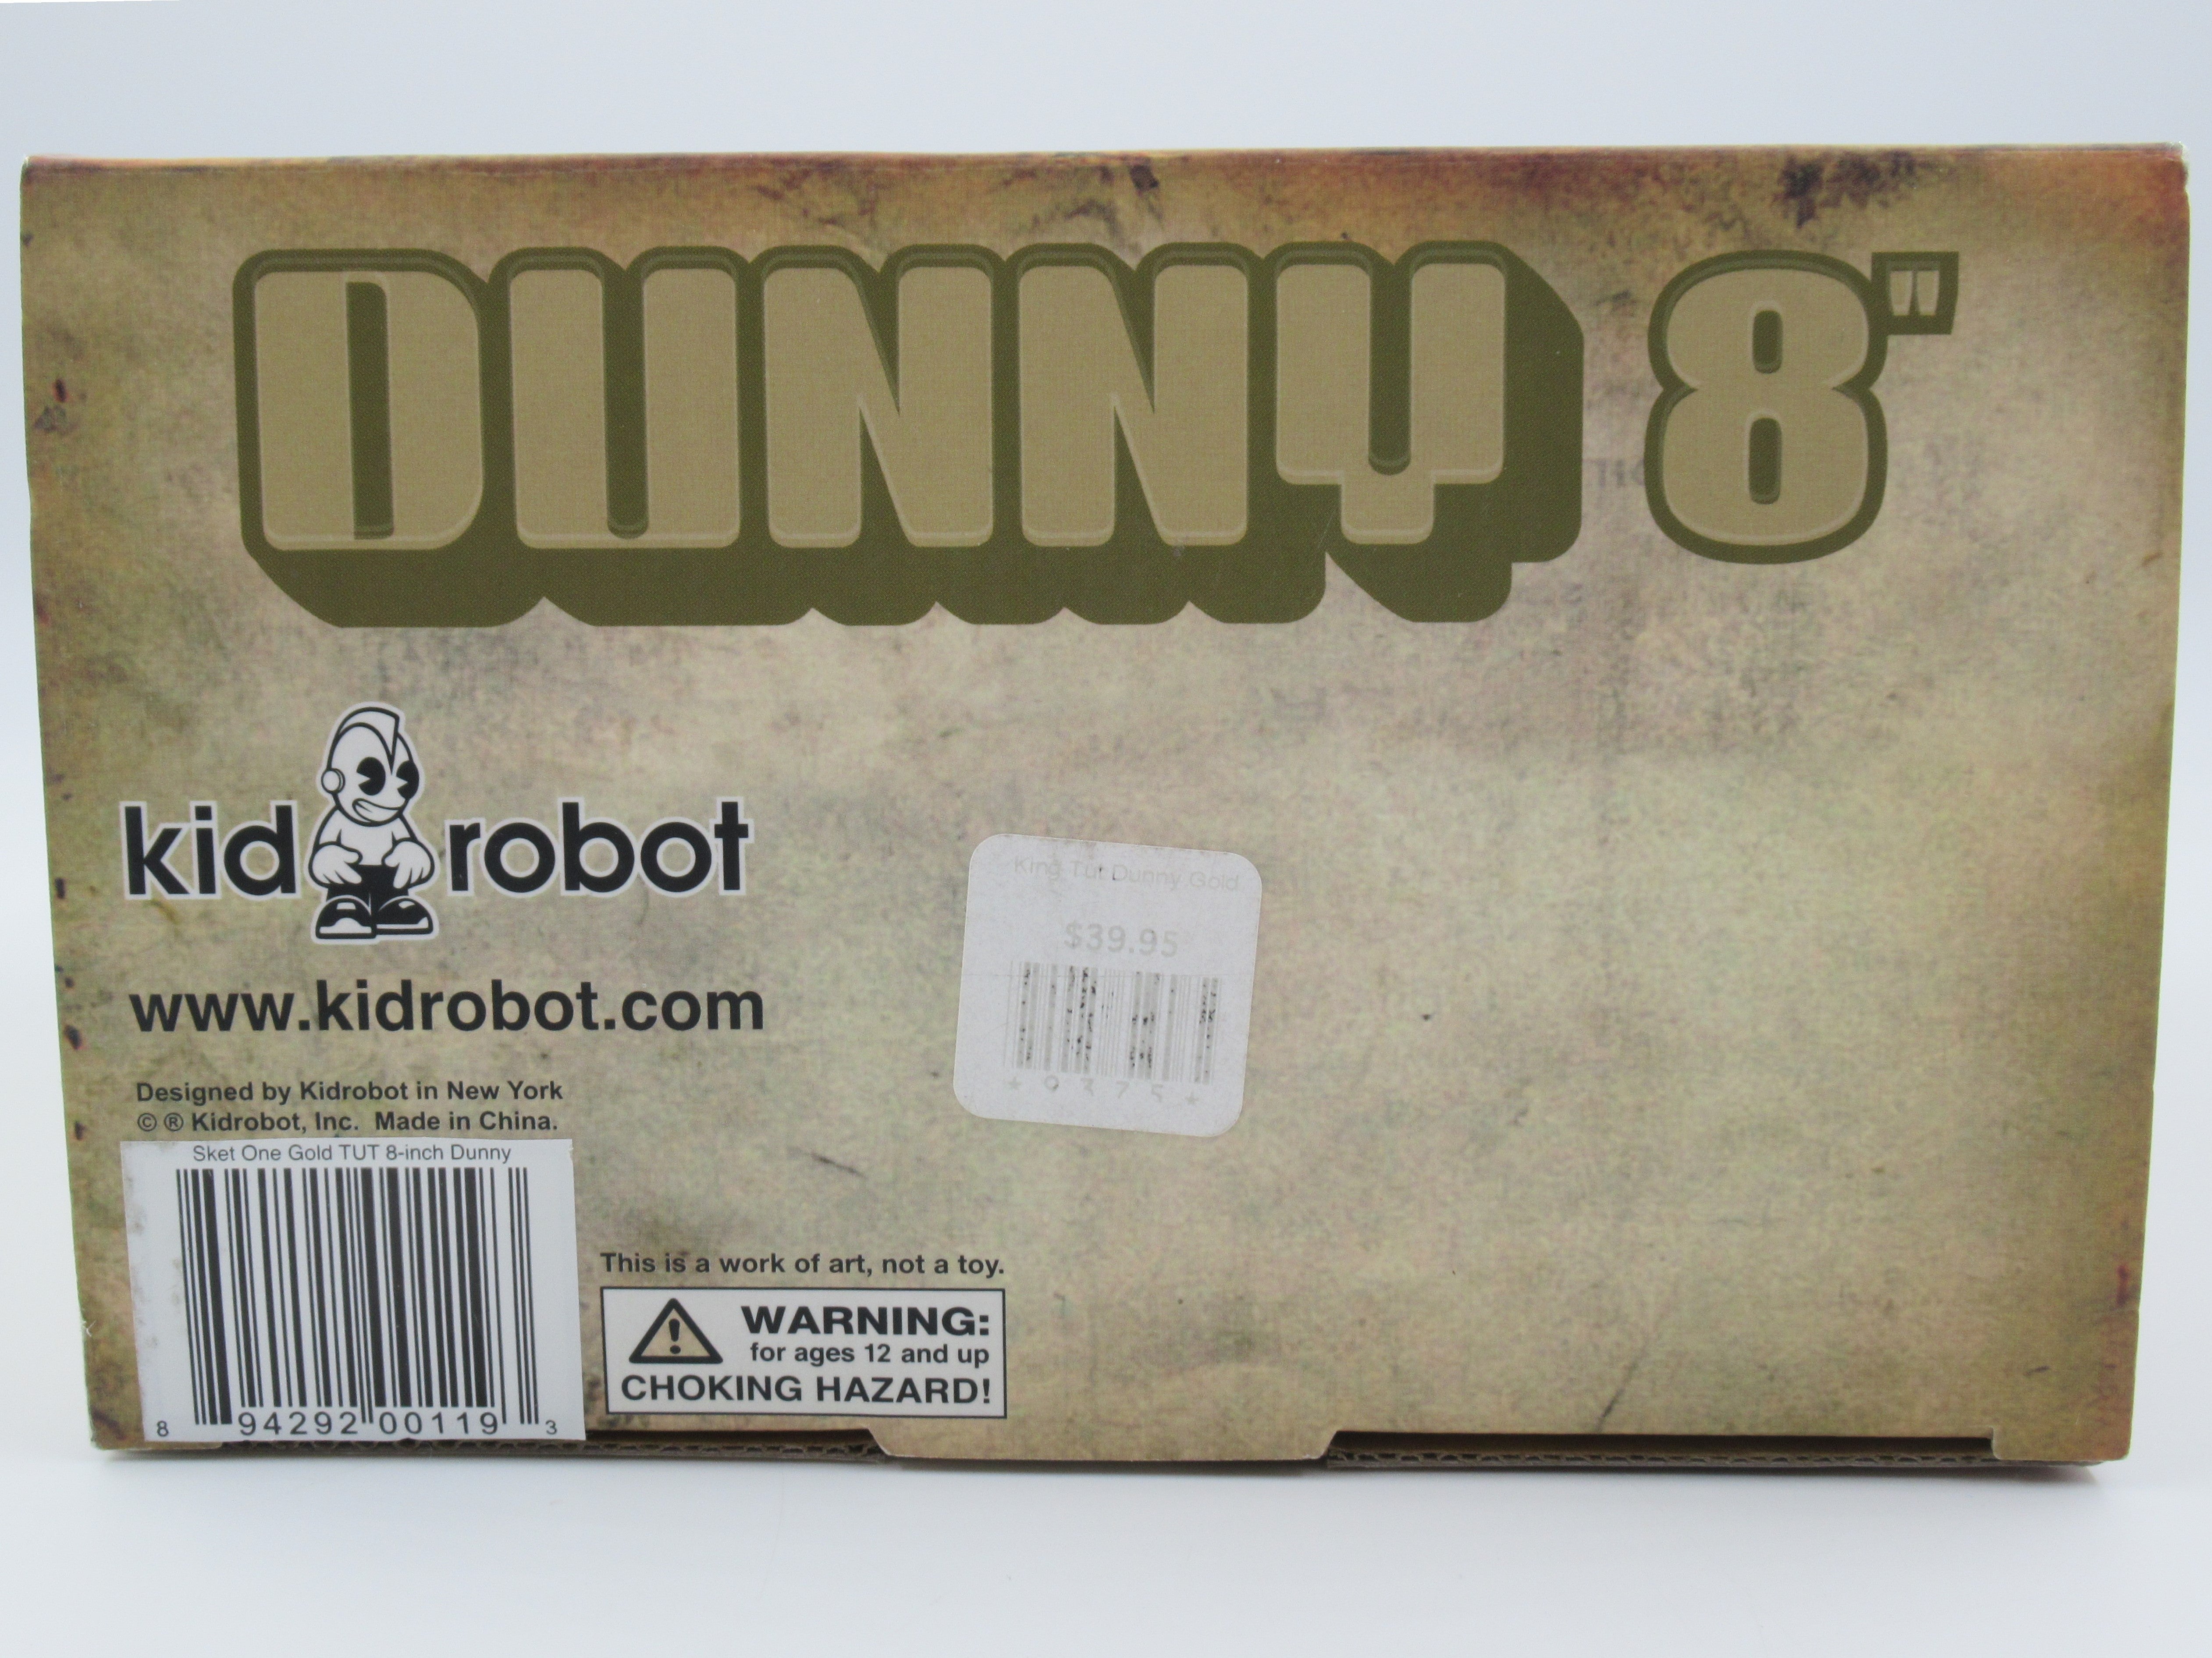 DUNNY 8"
kidrobot
www.kidrobot.com
Designed by Kidrobot in New York
© ® Kidrobot, Inc. Made in China.
Sket One Gold TUT 8-inch Dunny
8 94292 00119 3
This is a work of art, not a toy.
WARNING:
for ages 12 and up
CHOKING HAZARD!
King Tut Dunny Gold
$39.95
* 0375 *